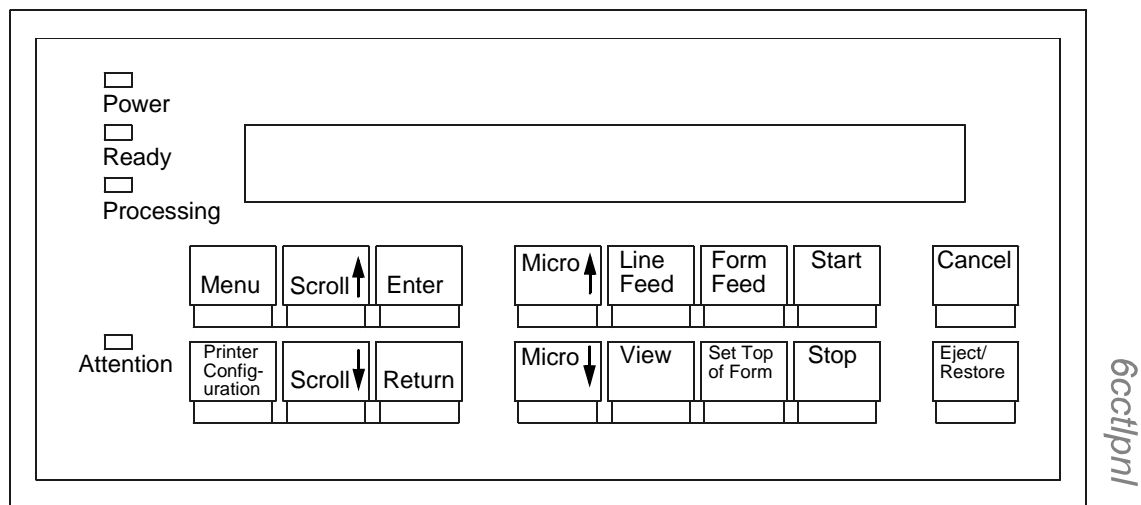 Power
Ready
Processing
Menu
Scroll
Enter
Micro
Line
Feed
Form
Feed
Start
Cancel
Attention
Printer
Config-
uration
Scroll
Return
Micro
View
Set Top
of Form
Stop
Eject/
Restore
6cctlpnl